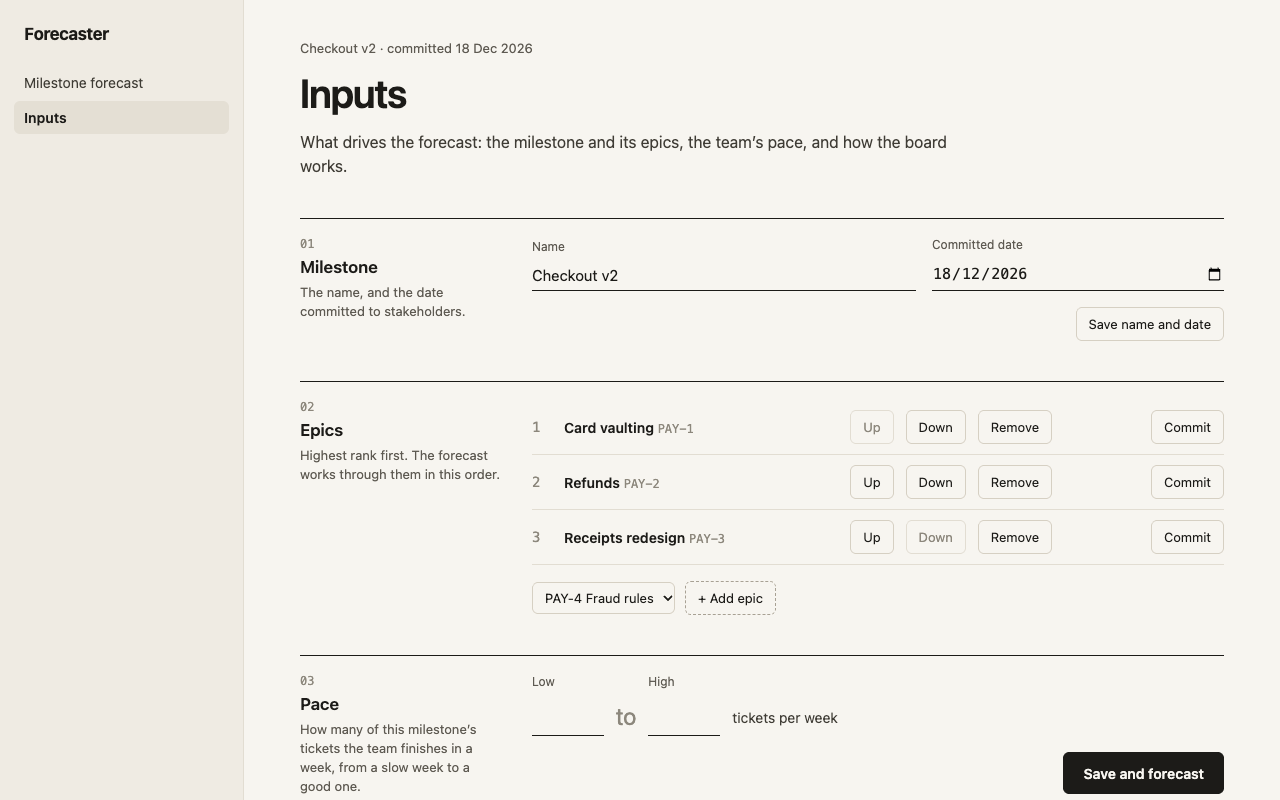 Forecaster
Milestone forecast
Inputs
Checkout v2 · committed 18 Dec 2026
Inputs
What drives the forecast: the milestone and its epics, the team’s pace, and how the board
works.
01
Milestone
The name, and the date
committed to stakeholders.
Name
Checkout v2
Committed date
18/12/2026
Save name and date
02
Epics
Highest rank first. The forecast
works through them in this order.
1 Card vaulting PAY-1 Up Down Remove Commit
2 Refunds PAY-2 Up Down Remove Commit
3 Receipts redesign PAY-3 Up Down Remove Commit
PAY-4 Fraud rules + Add epic
03
Pace
How many of this milestone’s
tickets the team finishes in a
week, from a slow week to a
good one.
Low High
to tickets per week
Save and forecast